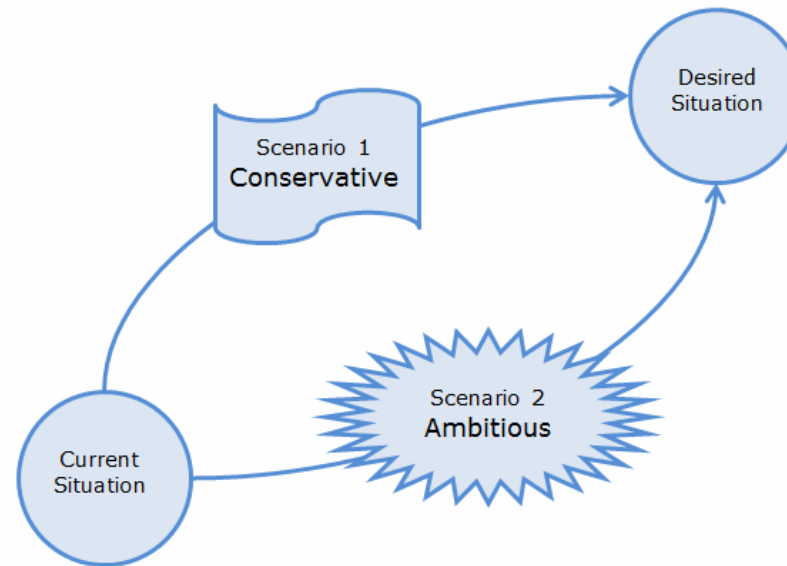 Desired
Situation
Scenario 1
Conservative
Scenario 2
Ambitious
Current
Situation